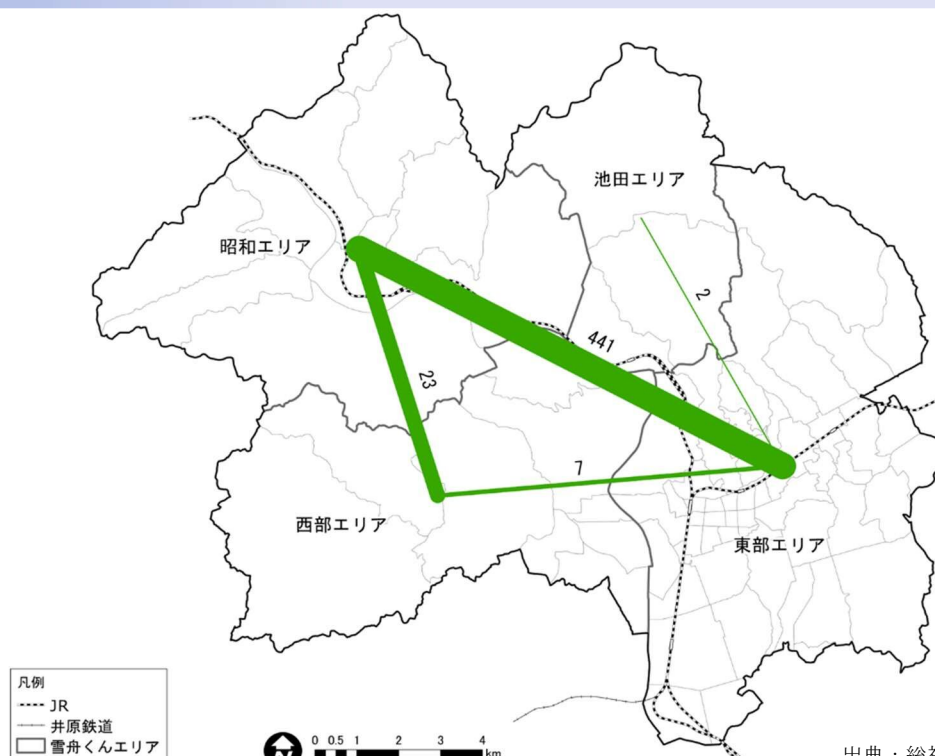 池田エリア
昭和エリア
2
441
23
7
西部エリア
東部エリア
凡例
JR
井原鉄道
雪舟くんエリア
0 0.5 1 2 3 4
km
出典：総社